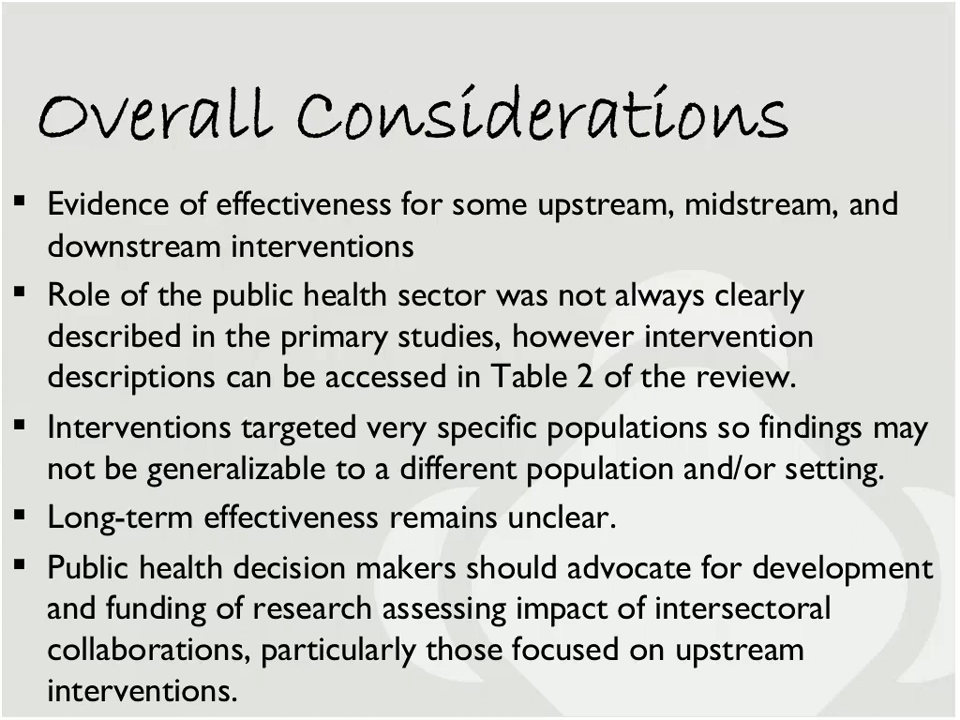 Overall Considerations
▪ Evidence of effectiveness for some upstream, midstream, and
downstream interventions
▪ Role of the public health sector was not always clearly
described in the primary studies, however intervention
descriptions can be accessed in Table 2 of the review.
▪ Interventions targeted very specific populations so findings may
not be generalizable to a different population and/or setting.
▪ Long-term effectiveness remains unclear.
▪ Public health decision makers should advocate for development
and funding of research assessing impact of intersectoral
collaborations, particularly those focused on upstream
interventions.